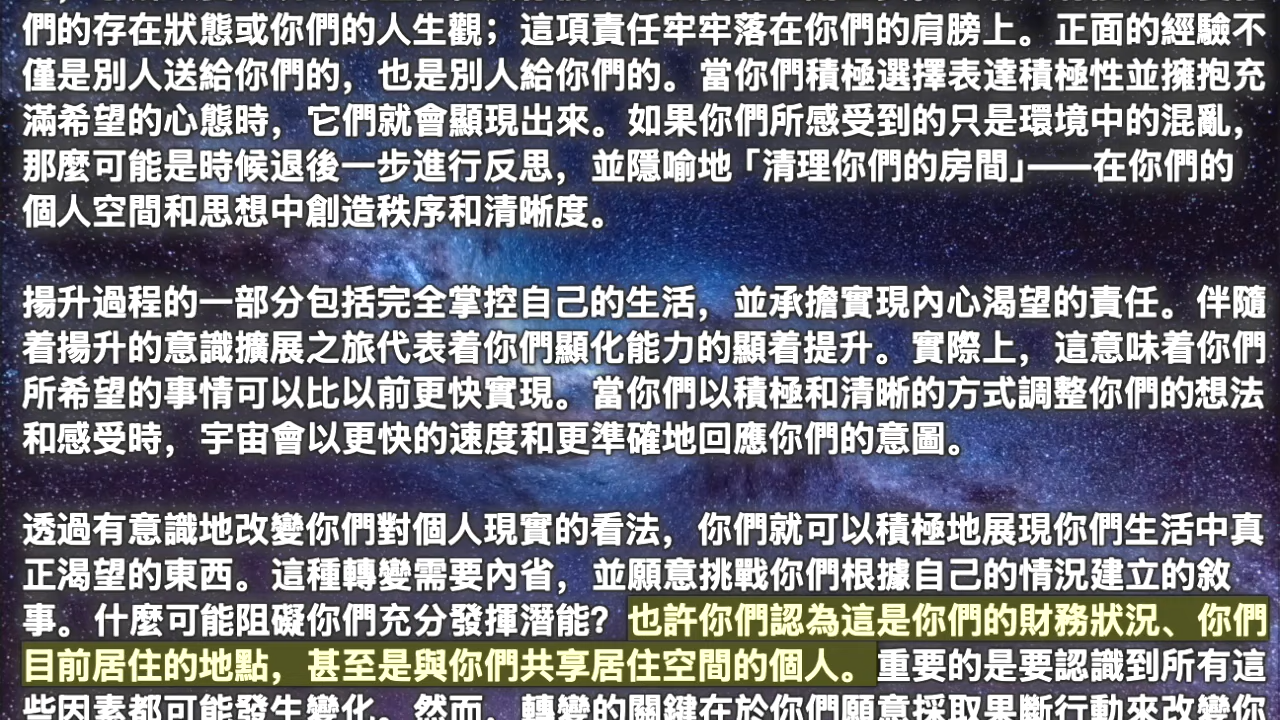 們的存在狀態或你們的人生觀；這項責任牢牢落在你們的肩膀上。正面的經驗不
僅是別人送給你們的，也是別人給你們的。當你們積極選擇表達積極性並擁抱充
滿希望的心態時，它們就會顯現出來。如果你們所感受到的只是環境中的混亂，
那麼可能是時候退後一步進行反思，並隱喻地「清理你們的房間」——在你們的
個人空間和思想中創造秩序和清晰度。
揚升過程的一部分包括完全掌控自己的生活，並承擔實現內心渴望的責任。伴隨
着揚升的意識擴展之旅代表着你們顯化能力的顯着提升。實際上，這意味着你們
所希望的事情可以比以前更快實現。當你們以積極和清晰的方式調整你們的想法
和感受時，宇宙會以更快的速度和更準確地回應你們的意圖。
透過有意識地改變你們對個人現實的看法，你們就可以積極地展現你們生活中真
正渴望的東西。這種轉變需要內省，並願意挑戰你們根據自己的情況建立的敘
事。什麼可能阻礙你們充分發揮潛能？也許你們認為這是你們的財務狀況、你們
目前居住的地點，甚至是與你們共享居住空間的個人。重要的是要認識到所有這
些因素都可能發生變化。然而，轉變的關鍵在於你們願意採取果斷行動來改變你